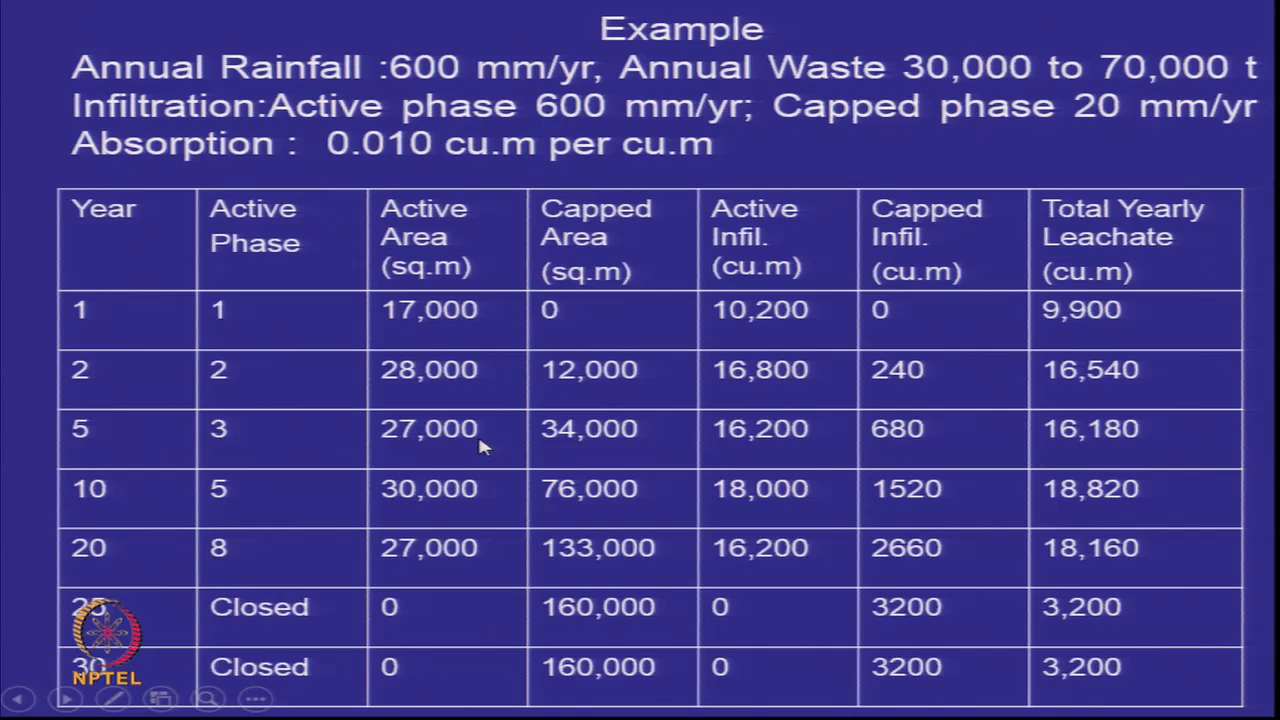 Example
Annual Rainfall :600 mm/yr, Annual Waste 30,000 to 70,000 t
Infiltration:Active phase 600 mm/yr; Capped phase 20 mm/yr
Absorption : 0.010 cu.m per cu.m
Year Active Phase Active Area (sq.m) Capped Area (sq.m) Active Infil. (cu.m) Capped Infil. (cu.m) Total Yearly Leachate (cu.m)
1 1 17,000 0 10,200 0 9,900
2 2 28,000 12,000 16,800 240 16,540
5 3 27,000 34,000 16,200 680 16,180
10 5 30,000 76,000 18,000 1520 18,820
20 8 27,000 133,000 16,200 2660 18,160
25 Closed 0 160,000 0 3200 3,200
30 Closed 0 160,000 0 3200 3,200
NPTEL